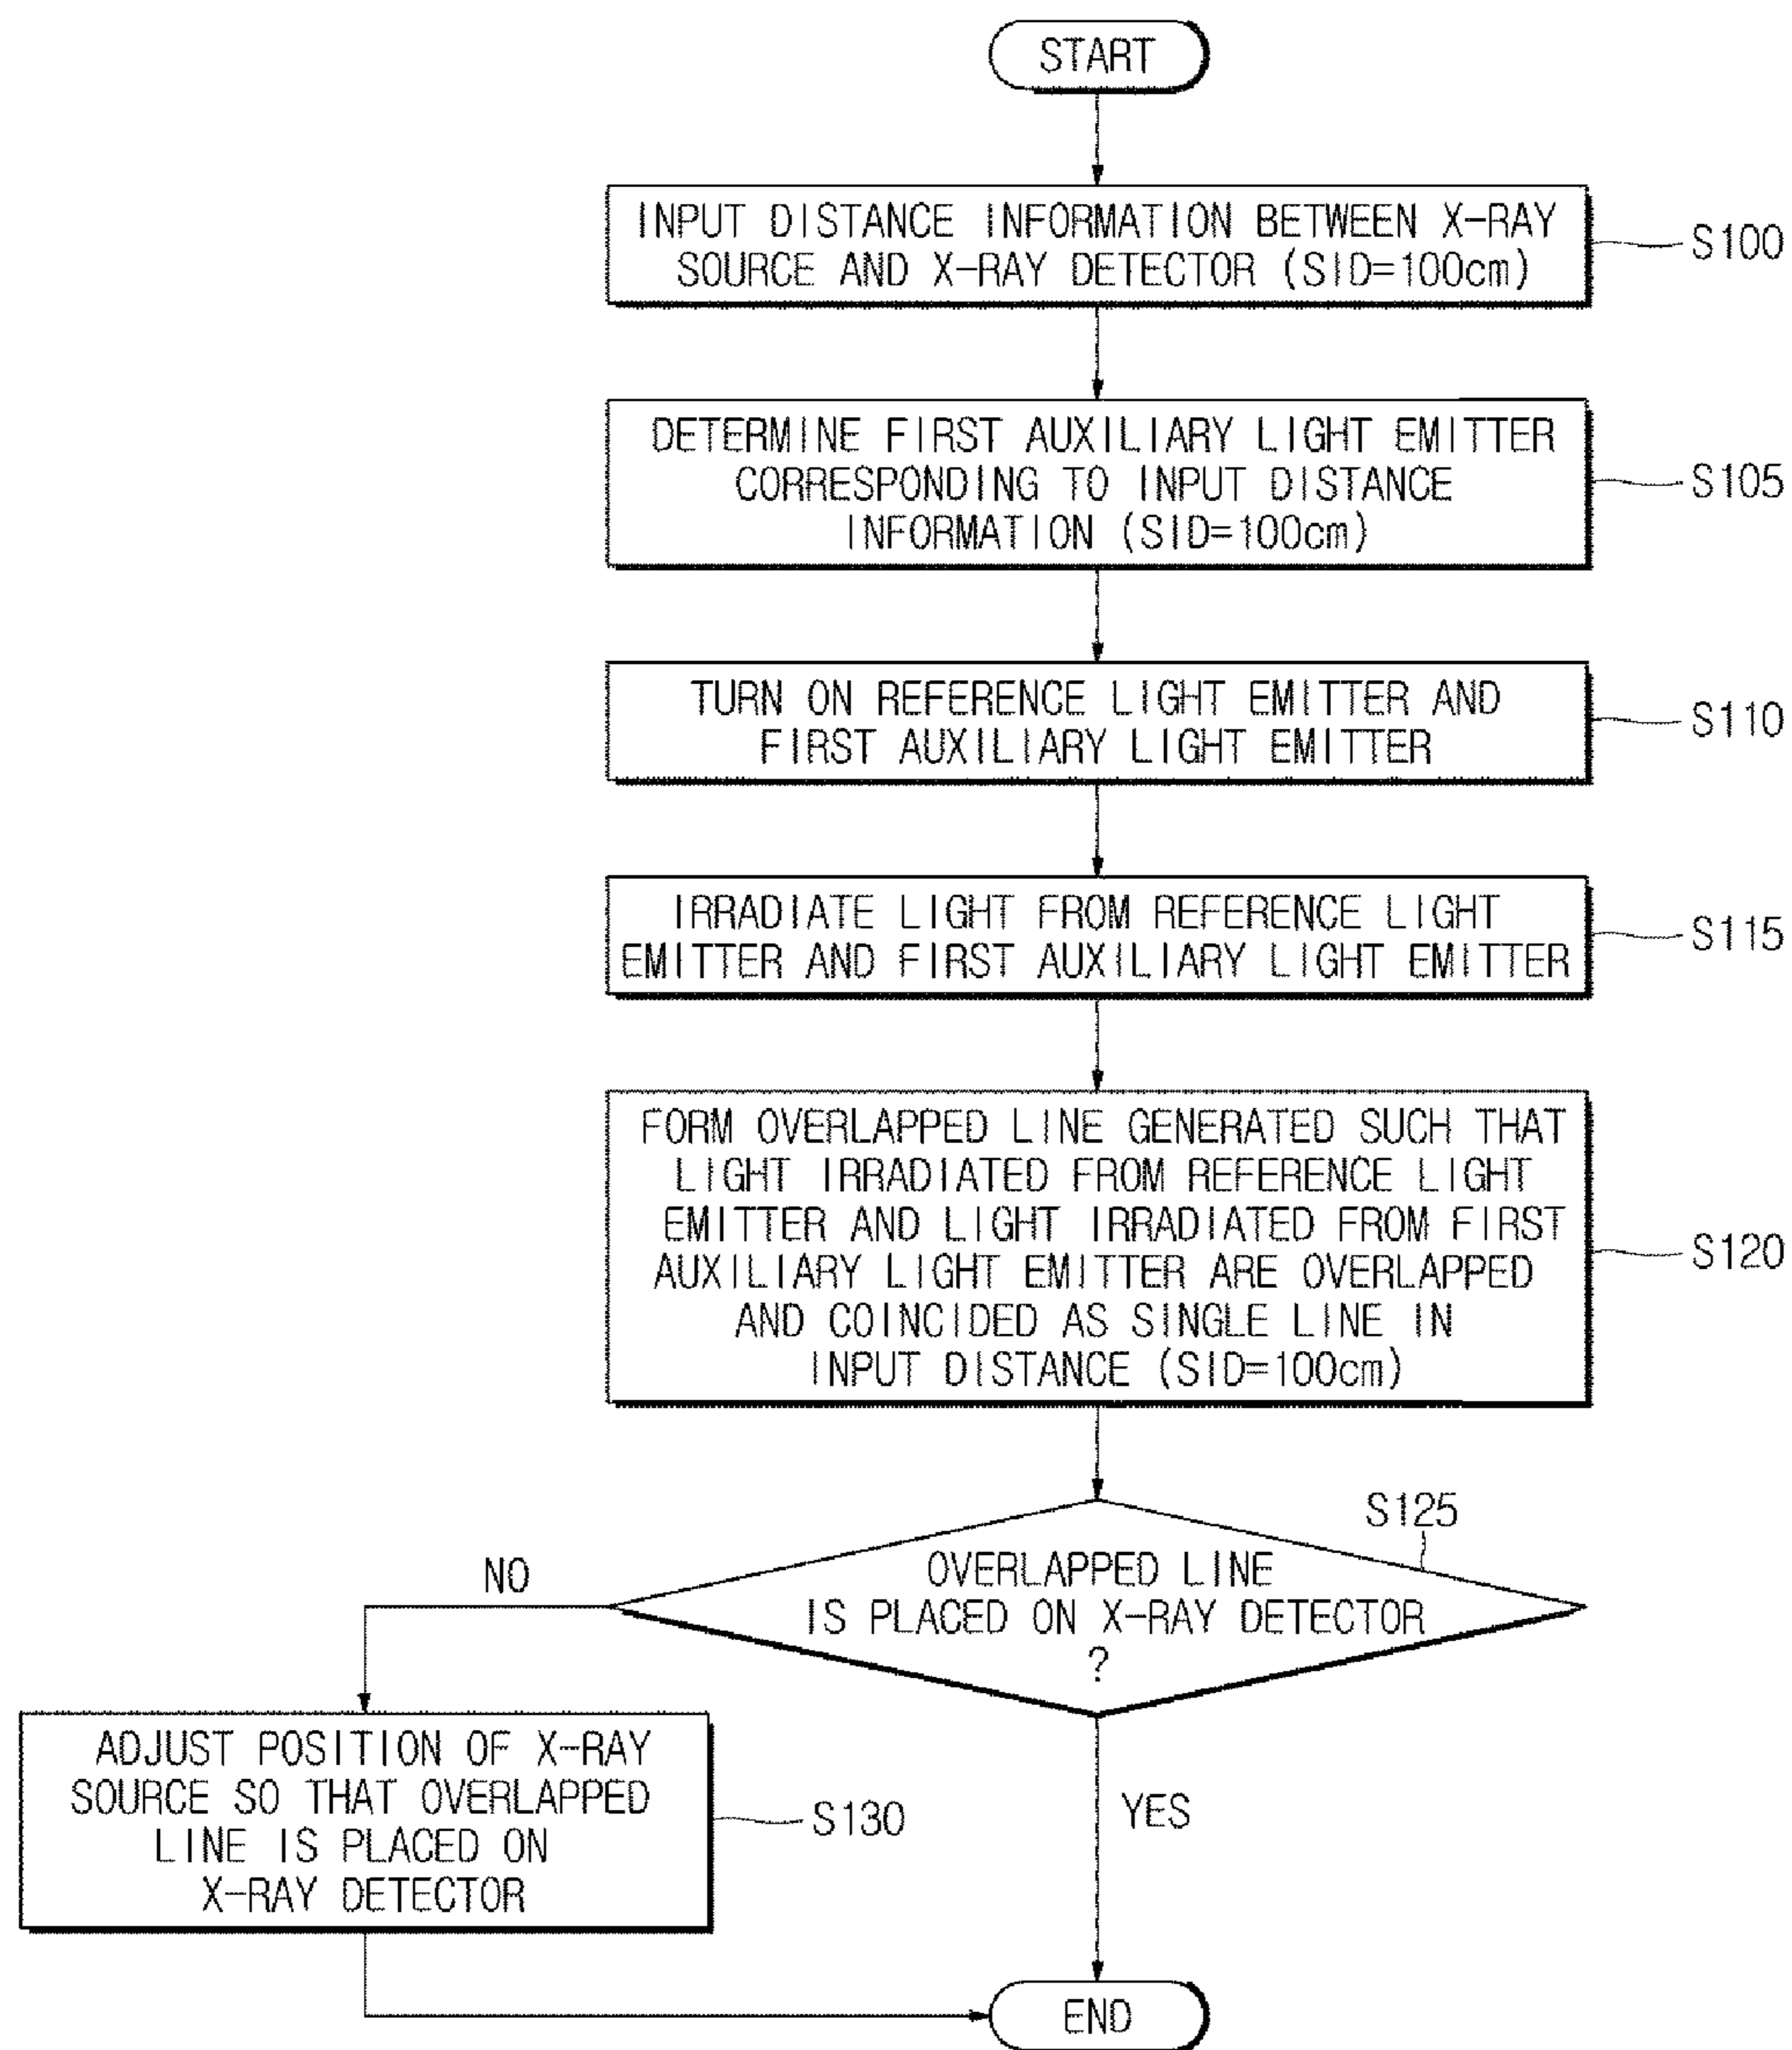 START
INPUT DISTANCE INFORMATION BETWEEN X-RAY
SOURCE AND X-RAY DETECTOR (SID=100cm)
S100
DETERMINE FIRST AUXILIARY LIGHT EMITTER
CORRESPONDING TO INPUT DISTANCE
INFORMATION (SID=100cm)
S105
TURN ON REFERENCE LIGHT EMITTER AND
FIRST AUXILIARY LIGHT EMITTER
S110
IRRADIATE LIGHT FROM REFERENCE LIGHT
EMITTER AND FIRST AUXILIARY LIGHT EMITTER
S115
FORM OVERLAPPED LINE GENERATED SUCH THAT
LIGHT IRRADIATED FROM REFERENCE LIGHT
EMITTER AND LIGHT IRRADIATED FROM FIRST
AUXILIARY LIGHT EMITTER ARE OVERLAPPED
AND COINCIDED AS SINGLE LINE IN
INPUT DISTANCE (SID=100cm)
S120
S125
OVERLAPPED LINE
IS PLACED ON X-RAY DETECTOR
?
NO
ADJUST POSITION OF X-RAY
SOURCE SO THAT OVERLAPPED
LINE IS PLACED ON
X-RAY DETECTOR
S130
YES
END